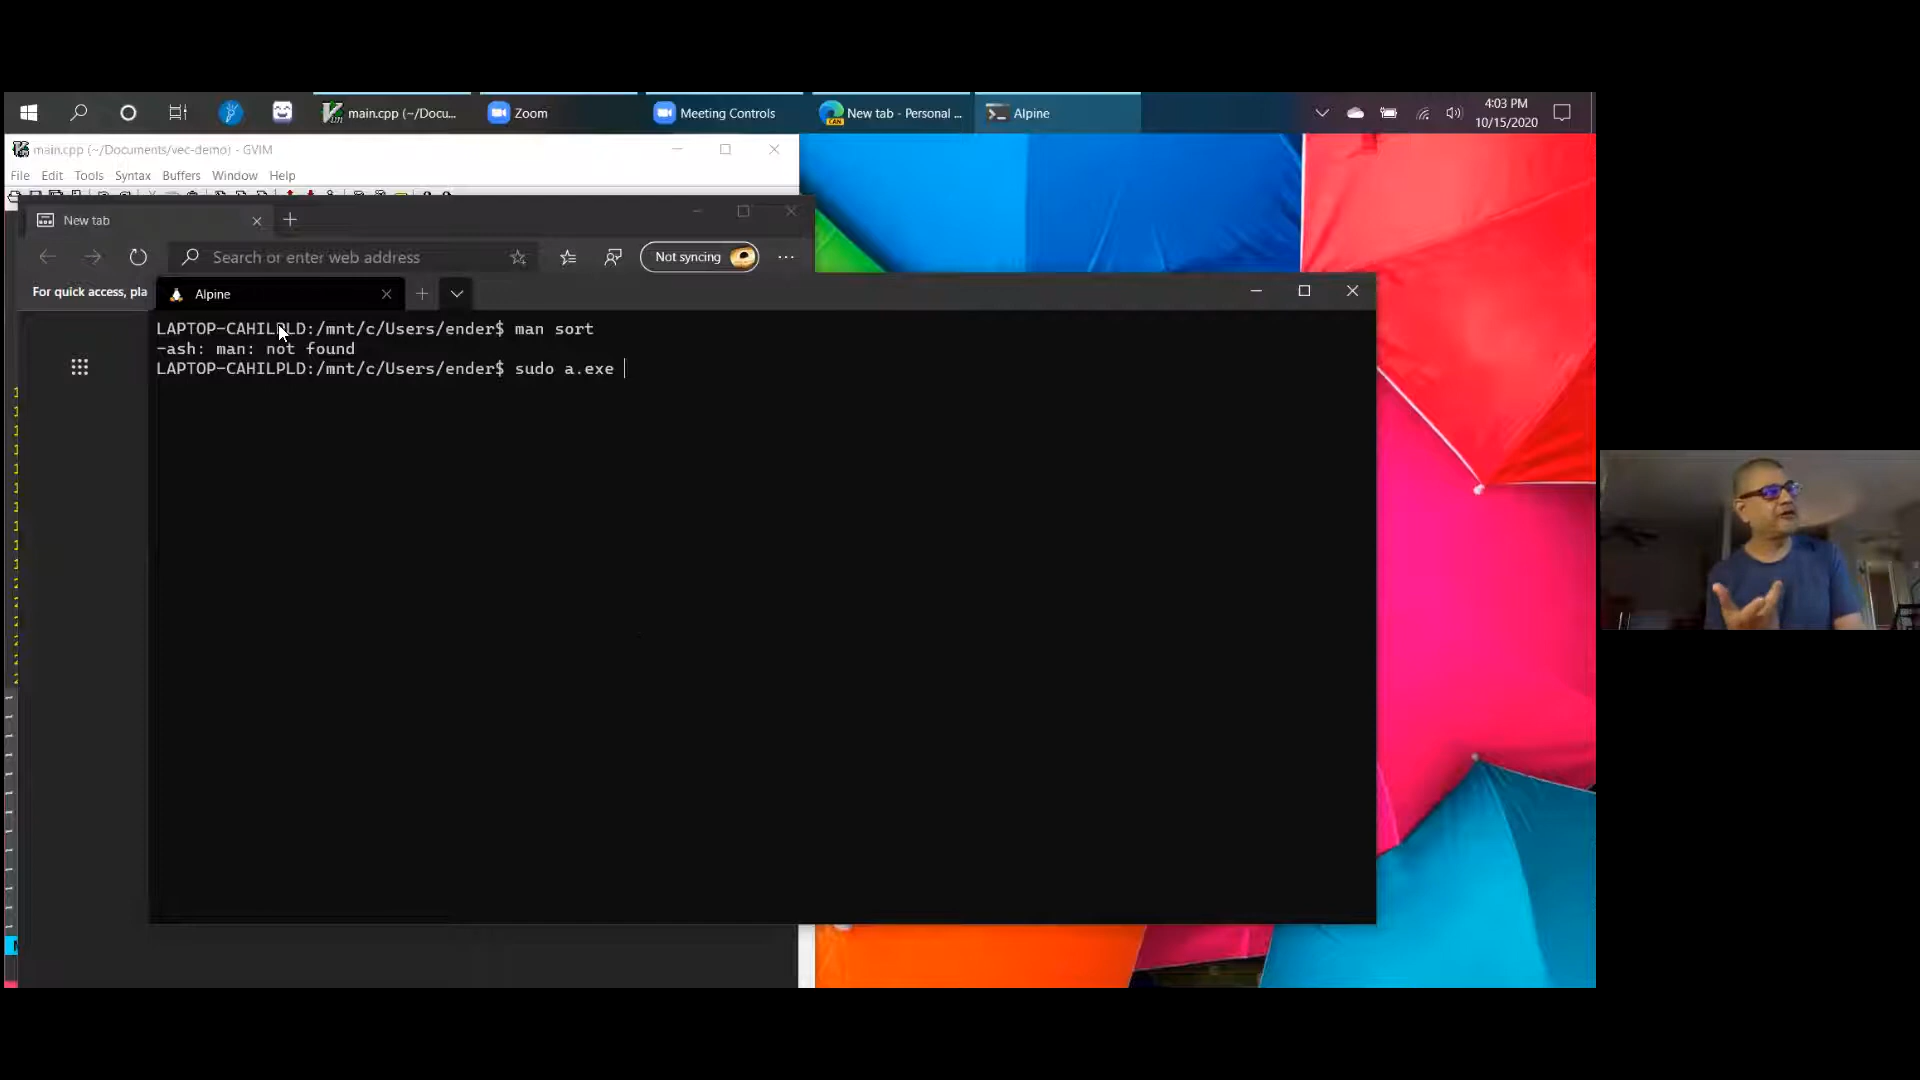 main.cpp (~/Docu...
Zoom
Meeting Controls
New tab - Personal ...
Alpine
4:03 PM
10/15/2020
main.cpp (~/Documents/vec-demo) - GVIM
File Edit Tools Syntax Buffers Window Help
New tab
Search or enter web address
Not syncing
For quick access, pla
Alpine
LAPTOP-CAHILPLD:/mnt/c/Users/ender$ man sort
-ash: man: not found
LAPTOP-CAHILPLD:/mnt/c/Users/ender$ sudo a.exe